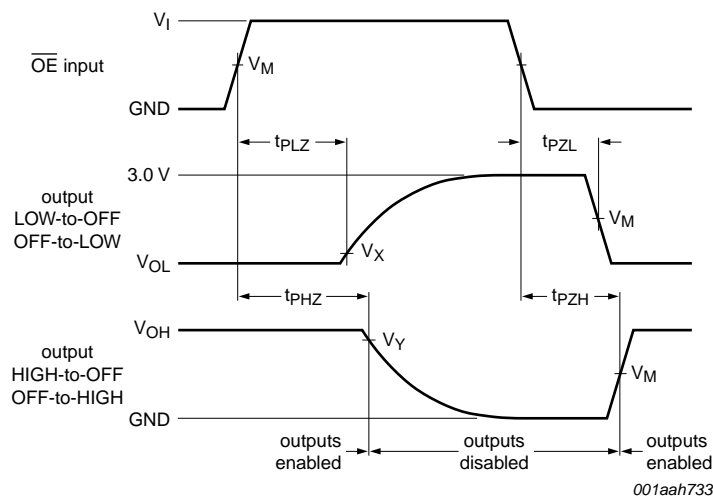 V_I
OE input
V_M
GND
t_PLZ
t_PZL
3.0 V
output
LOW-to-OFF
OFF-to-LOW
V_M
V_X
V_OL
t_PHZ
t_PZH
V_OH
V_Y
output
HIGH-to-OFF
OFF-to-HIGH
V_M
GND
outputs
enabled
outputs
disabled
outputs
enabled
001aah733